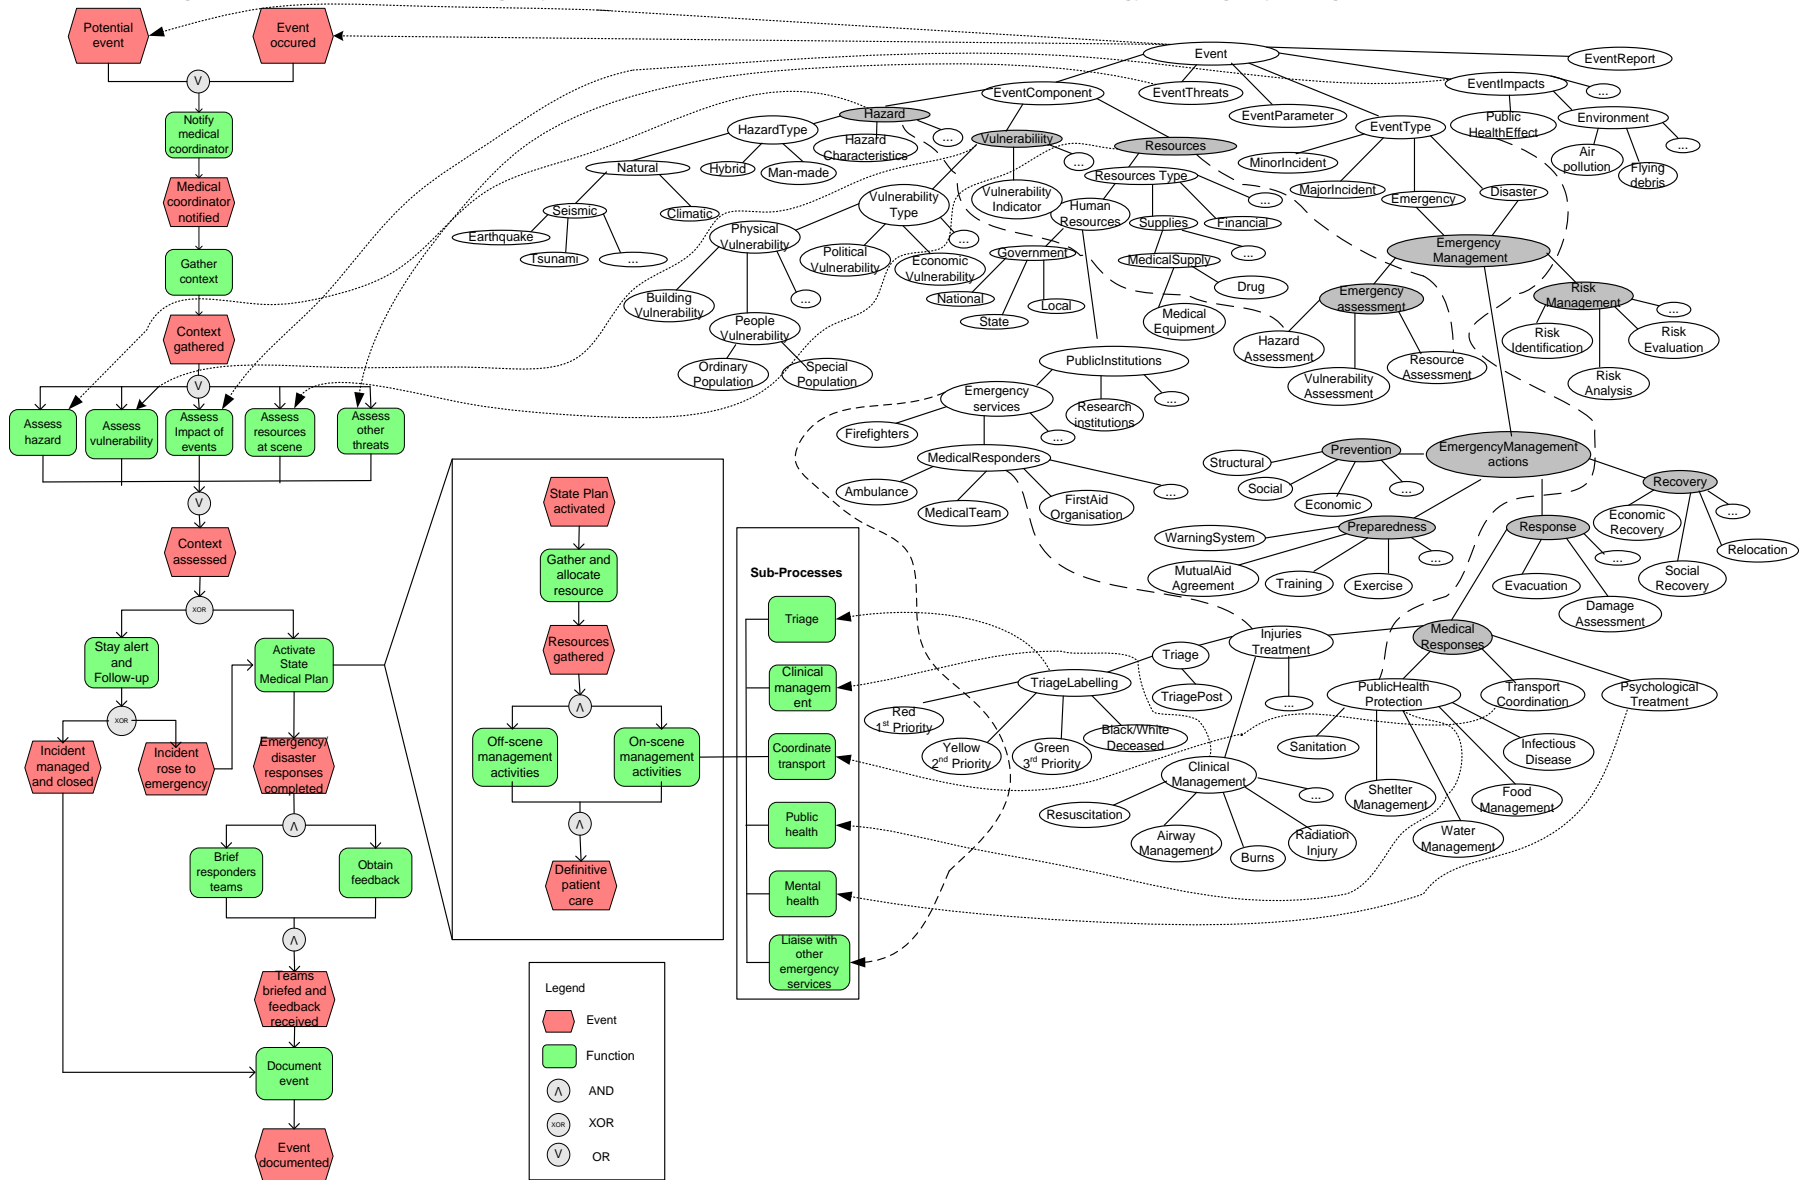 Potential
event
Event
occured
V
Notify
medical
coordinator
Medical
coordinator
notified
Gather
context
Context
gathered
V
Assess
hazard
Assess
vulnerability
Assess
Impact of
events
Assess
resources
at scene
Assess
other
threats
V
Context
assessed
XOR
Stay alert
and
Follow-up
Activate
State
Medical Plan
XOR
Incident
managed
and closed
Incident
rose to
emergency
Emergency/
disaster
responses
completed
Λ
Brief
responders
teams
Obtain
feedback
Λ
Teams
briefed and
feedback
received
Document
event
Event
documented
State Plan
activated
Gather and
allocate
resource
Resources
gathered
Λ
Off-scene
management
activities
On-scene
management
activities
Λ
Definitive
patient
care
Legend
Event
Function
Λ
AND
XOR
XOR
V
OR
Sub-Processes
Triage
Clinical
managem
ent
Coordinate
transport
Public
health
Mental
health
Liaise with
other
emergency
services
Event
EventReport
EventComponent
EventThreats
EventParameter
EventImpacts
...
Public
HealthEffect
Environment
Air
pollution
Flying
debris
...
EventType
MinorIncident
MajorIncident
Emergency
Disaster
Hazard
HazardType
Hazard
Characteristics
...
Natural
Hybrid
Man-made
Seismic
Climatic
Earthquake
Tsunami
...
Vulnerability
...
Vulnerability
Indicator
Vulnerability
Type
Physical
Vulnerability
Political
Vulnerability
Economic
Vulnerability
...
Building
Vulnerability
People
Vulnerability
...
Ordinary
Population
Special
Population
Resources
Resources Type
Human
Resources
Supplies
Financial
...
Government
National
State
Local
MedicalSupply
...
Medical
Equipment
Drug
PublicInstitutions
Emergency
services
Research
institutions
...
Firefighters
MedicalResponders
...
Ambulance
MedicalTeam
FirstAid
Organisation
...
Emergency
Management
Emergency
assessment
Hazard
Assessment
Vulnerability
Assessment
Resource
Assessment
Risk
Management
...
Risk
Identification
Risk
Analysis
Risk
Evaluation
EmergencyManagement
actions
Prevention
Structural
Social
Economic
...
Preparedness
WarningSystem
MutualAid
Agreement
Training
Exercise
...
Response
Evacuation
Damage
Assessment
...
Recovery
Economic
Recovery
Social
Recovery
Relocation
...
Medical
Responses
Injuries
Treatment
Triage
TriagePost
...
TriageLabelling
Red
1st Priority
Yellow
2nd Priority
Green
3rd Priority
Black/White
Deceased
Clinical
Management
Resuscitation
Airway
Management
Burns
Radiation
Injury
...
PublicHealth
Protection
Sanitation
Shetlter
Management
Water
Management
Food
Management
Infectious
Disease
Transport
Coordination
Psychological
Treatment